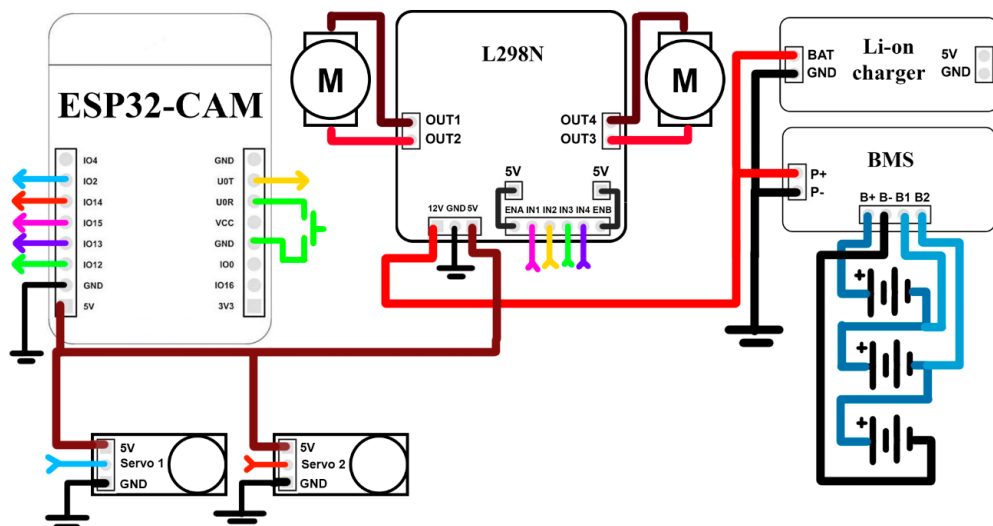 ESP32-CAM
IO4
IO2
IO14
IO15
IO13
IO12
GND
5V
GND
U0T
U0R
VCC
GND
IO0
IO16
3V3
M
L298N
M
OUT1
OUT2
OUT4
OUT3
5V
5V
12V GND 5V
ENA IN1 IN2 IN3 IN4 ENB
Li-on
charger
BAT
GND
5V
GND
BMS
P+
P-
B+ B- B1 B2
+
+
+
5V
Servo 1
GND
5V
Servo 2
GND